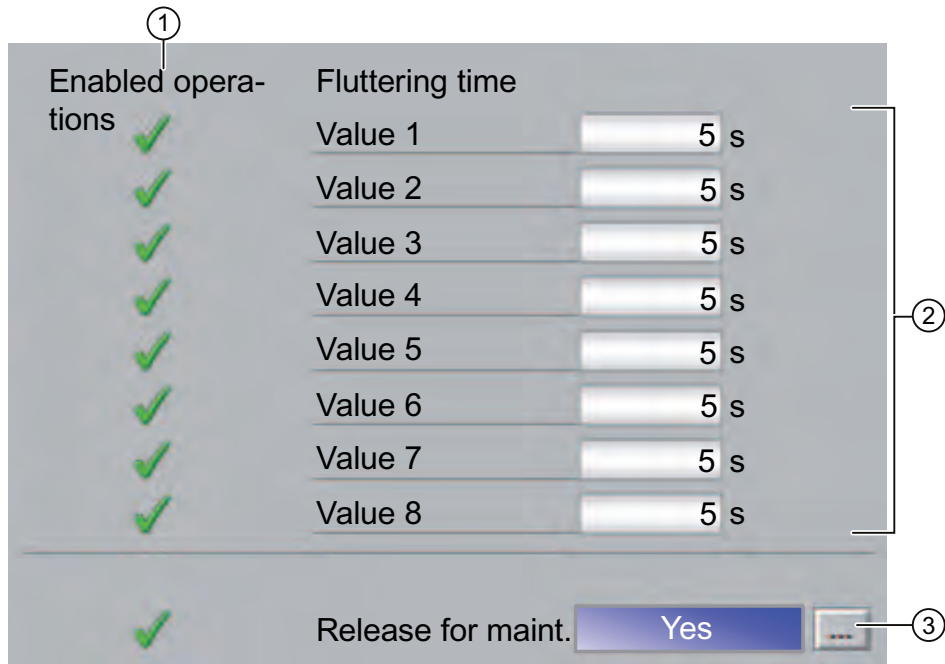 1
Enabled opera-
tions
Fluttering time
Value 1 5 s
Value 2 5 s
Value 3 5 s
Value 4 5 s
Value 5 5 s
Value 6 5 s
Value 7 5 s
Value 8 5 s
2
Release for maint. Yes ...
3